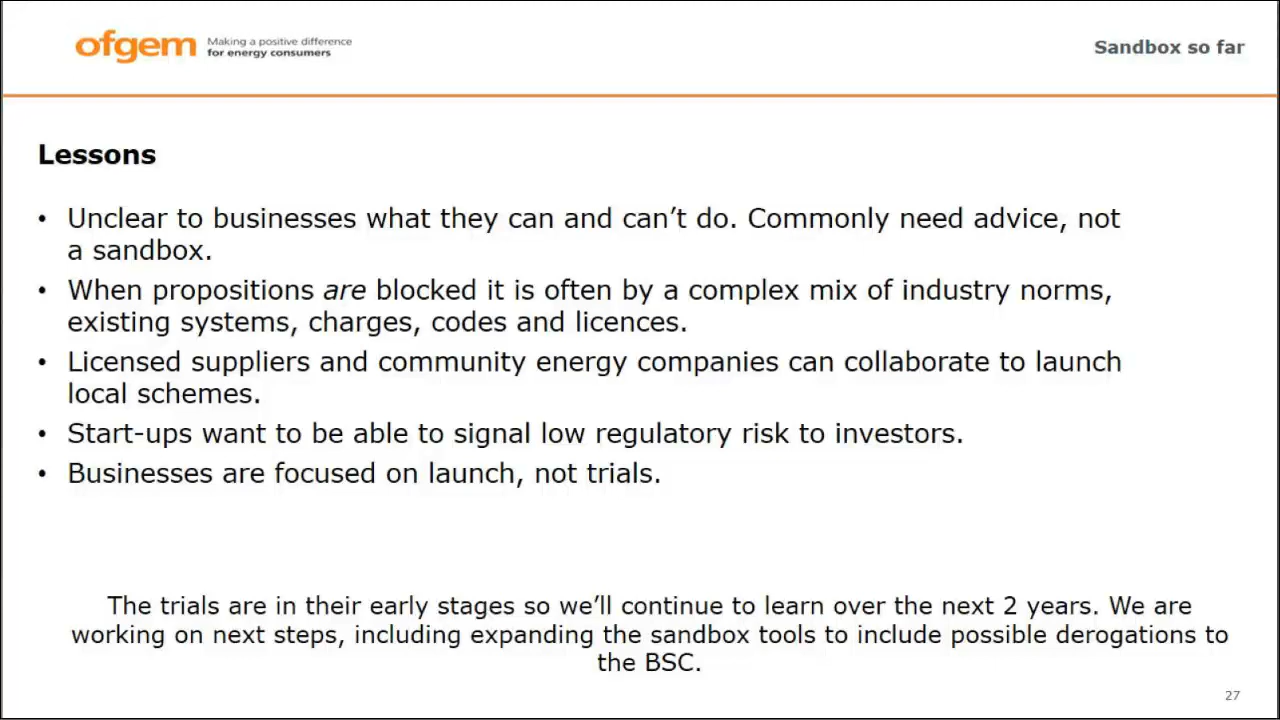 ofgem
Making a positive difference
for energy consumers
Sandbox so far
Lessons
• Unclear to businesses what they can and can’t do. Commonly need advice, not
a sandbox.
• When propositions are blocked it is often by a complex mix of industry norms,
existing systems, charges, codes and licences.
• Licensed suppliers and community energy companies can collaborate to launch
local schemes.
• Start-ups want to be able to signal low regulatory risk to investors.
• Businesses are focused on launch, not trials.
The trials are in their early stages so we’ll continue to learn over the next 2 years. We are
working on next steps, including expanding the sandbox tools to include possible derogations to
the BSC.
27